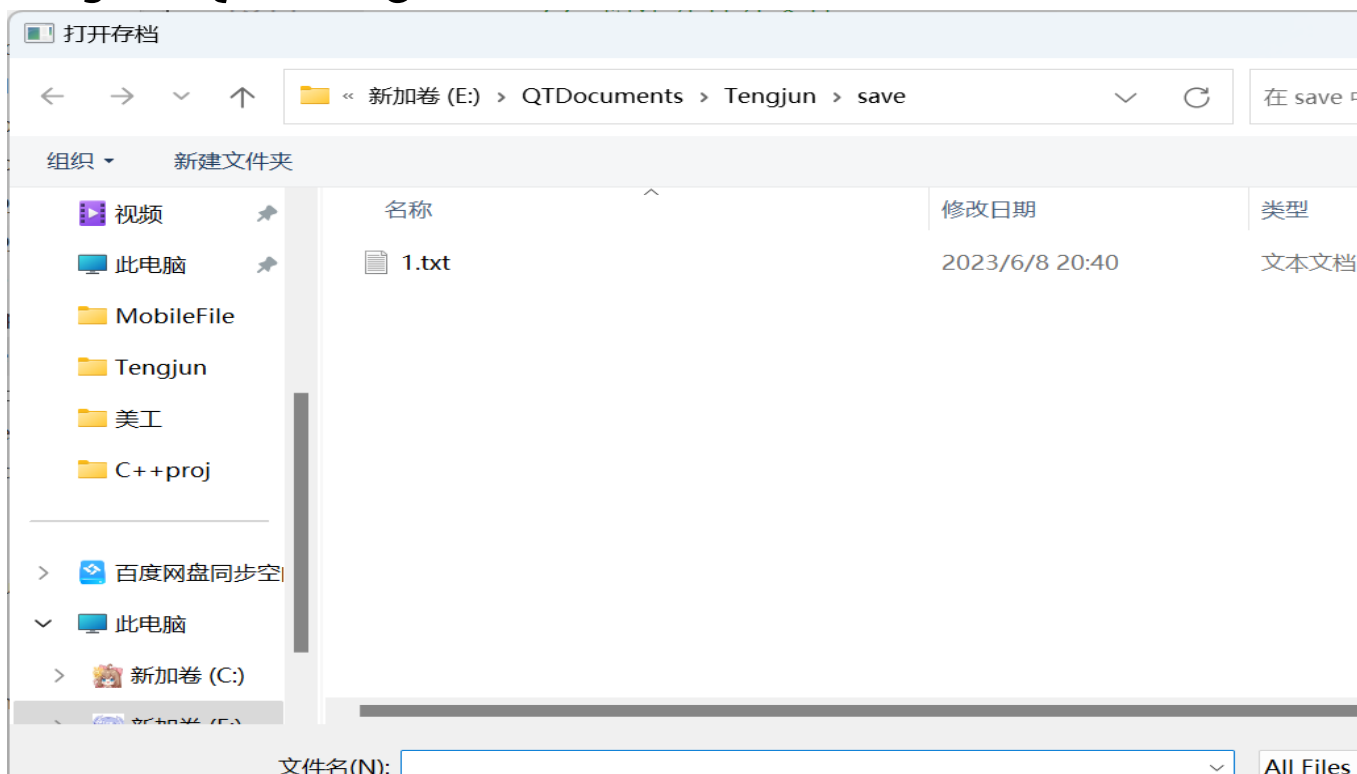 打开存档
« 新加卷 (E:) › QTDocuments › Tengjun › save
在 save
组织 新建文件夹
名称 修改日期 类型
视频
1.txt 2023/6/8 20:40 文本文档
此电脑
MobileFile
Tengjun
美工
C++proj
百度网盘同步空
此电脑
新加卷 (C:)
新加卷
文件名(N): All Files